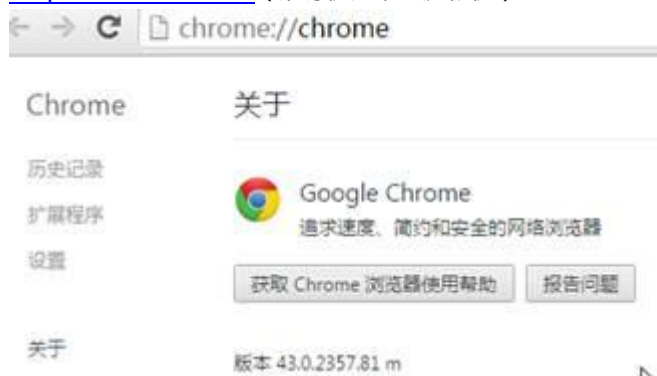 chrome://chrome
Chrome
关于
历史记录
扩展程序
设置
关于
Google Chrome
追求速度、简约和安全的网络浏览器
获取 Chrome 浏览器使用帮助
报告问题
版本 43.0.2357.81 m